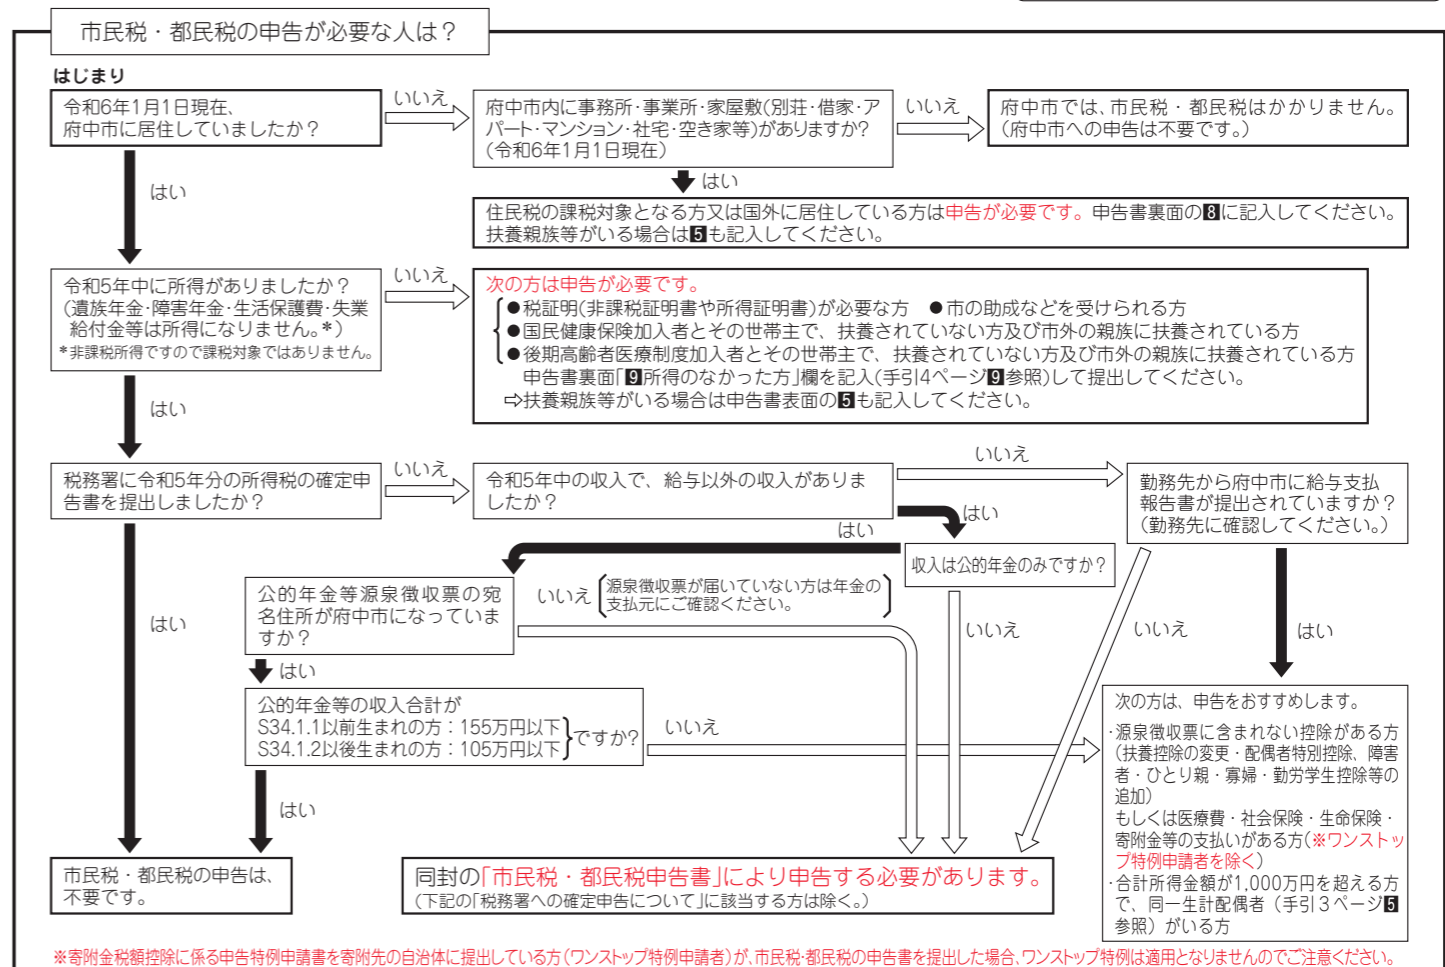 市民税・都民税の申告が必要な人は？
はじまり
令和6年1月1日現在、
府中市に居住していましたか？
いいえ
府中市内に事務所・事業所・家屋敷(別荘・借家・ア
パート・マンション・社宅・空き家等)がありますか？
(令和6年1月1日現在)
いいえ
府中市では、市民税・都民税はかかりません。
(府中市への申告は不要です。)
はい
はい
住民税の課税対象となる方又は国外に居住している方は申告が必要です。申告書裏面の8に記入してください。
扶養親族等がいる場合は5も記入してください。
令和5年中に所得がありましたか？
(遺族年金・障害年金・生活保護費・失業
給付金等は所得になりません。*)
*非課税所得ですので課税対象ではありません。
いいえ
次の方は申告が必要です。
●税証明(非課税証明書や所得証明書)が必要な方 ●市の助成などを受けられる方
●国民健康保険加入者とその世帯主で、扶養されていない方及び市外の親族に扶養されている方
●後期高齢者医療制度加入者とその世帯主で、扶養されていない方及び市外の親族に扶養されている方
申告書裏面「9所得のなかった方」欄を記入(手引4ページ9参照)して提出してください。
⇨扶養親族等がいる場合は申告書表面の5も記入してください。
はい
税務署に令和5年分の所得税の確定申
告書を提出しましたか？
いいえ
令和5年中の収入で、給与以外の収入がありま
したか？
いいえ
勤務先から府中市に給与支払
報告書が提出されていますか？
(勤務先に確認してください。)
はい
はい
収入は公的年金のみですか？
公的年金等源泉徴収票の宛
名住所が府中市になっていま
すか？
いいえ
源泉徴収票が届いていない方は年金の
支払元にご確認ください。
はい
いいえ
いいえ
はい
はい
公的年金等の収入合計が
S34.1.1以前生まれの方：155万円以下
S34.1.2以後生まれの方：105万円以下
ですか？
いいえ
次の方は、申告をおすすめします。
・源泉徴収票に含まれない控除がある方
(扶養控除の変更・配偶者特別控除、障害
者・ひとり親・寡婦・勤労学生控除等の
追加)
もしくは医療費・社会保険・生命保険・
寄附金等の支払いがある方(※ワンストッ
プ特例申請者を除く)
・合計所得金額が1,000万円を超える方
で、同一生計配偶者（手引3ページ5
参照）がいる方
はい
市民税・都民税の申告は、
不要です。
同封の「市民税・都民税申告書」により申告する必要があります。
(下記の「税務署への確定申告について」に該当する方は除く。)
※寄附金税額控除に係る申告特例申請書を寄附先の自治体に提出している方(ワンストップ特例申請者)が、市民税・都民税の申告書を提出した場合、ワンストップ特例は適用となりませんのでご注意ください。